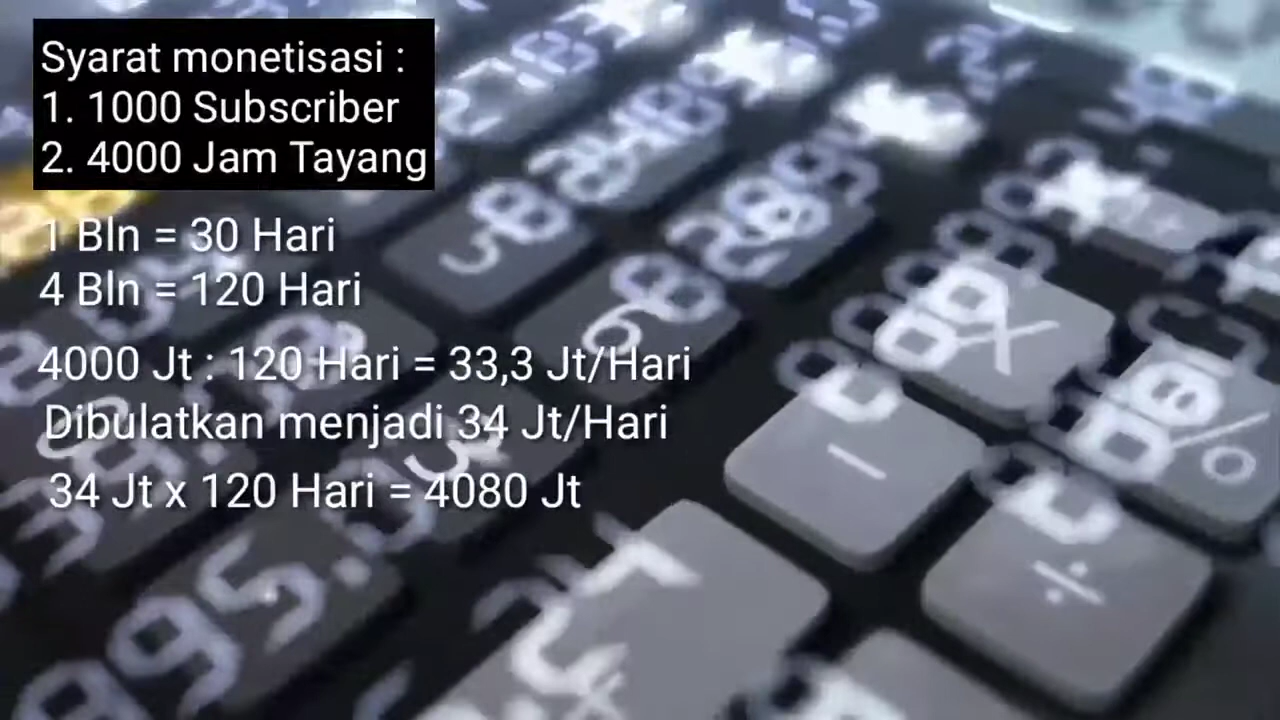 Syarat monetisasi :
1. 1000 Subscriber
2. 4000 Jam Tayang
1 Bln = 30 Hari
4 Bln = 120 Hari
4000 Jt : 120 Hari = 33,3 Jt/Hari
Dibulatkan menjadi 34 Jt/Hari
34 Jt x 120 Hari = 4080 Jt